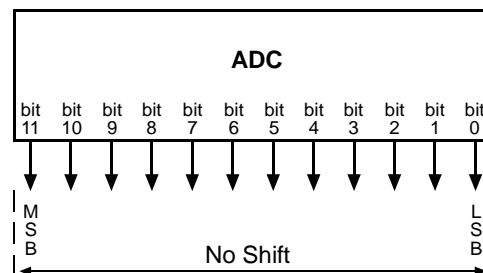 ADC
bit bit bit bit bit bit bit bit bit bit bit bit
11 10 9 8 7 6 5 4 3 2 1 0
M L
S S
B B
No Shift